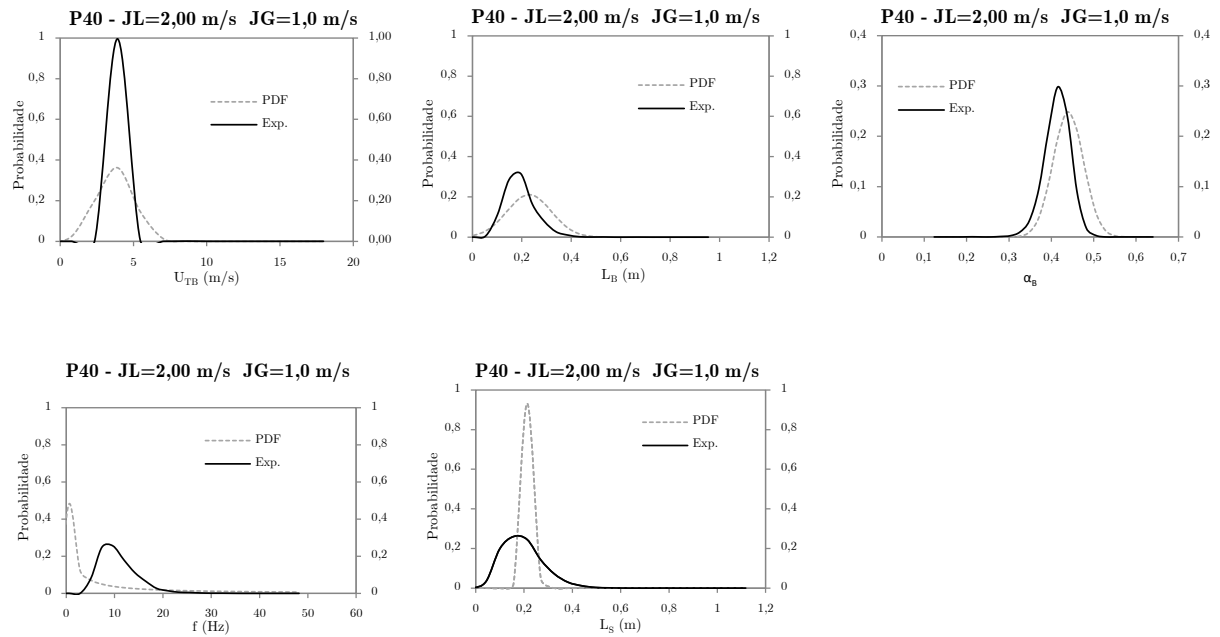 P40 - JL=2,00 m/s JG=1,0 m/s
1
0,8
0,6
0,4
0,2
0
1,00
0,80
0,60
0,40
0,20
0,00
Probabilidade
PDF
Exp.
0 5 10 15 20
U_TB (m/s)
P40 - JL=2,00 m/s JG=1,0 m/s
1
0,8
0,6
0,4
0,2
0
1
0,8
0,6
0,4
0,2
0
Probabilidade
PDF
Exp.
0 0,2 0,4 0,6 0,8 1 1,2
L_B (m)
P40 - JL=2,00 m/s JG=1,0 m/s
0,4
0,3
0,2
0,1
0
0,4
0,3
0,2
0,1
0
Probabilidade
PDF
Exp.
0 0,1 0,2 0,3 0,4 0,5 0,6 0,7
α_B
P40 - JL=2,00 m/s JG=1,0 m/s
1
0,8
0,6
0,4
0,2
0
1
0,8
0,6
0,4
0,2
0
Probabilidade
PDF
Exp.
0 10 20 30 40 50 60
f (Hz)
P40 - JL=2,00 m/s JG=1,0 m/s
1
0,8
0,6
0,4
0,2
0
1
0,8
0,6
0,4
0,2
0
Probabilidade
PDF
Exp.
0 0,2 0,4 0,6 0,8 1 1,2
L_S (m)